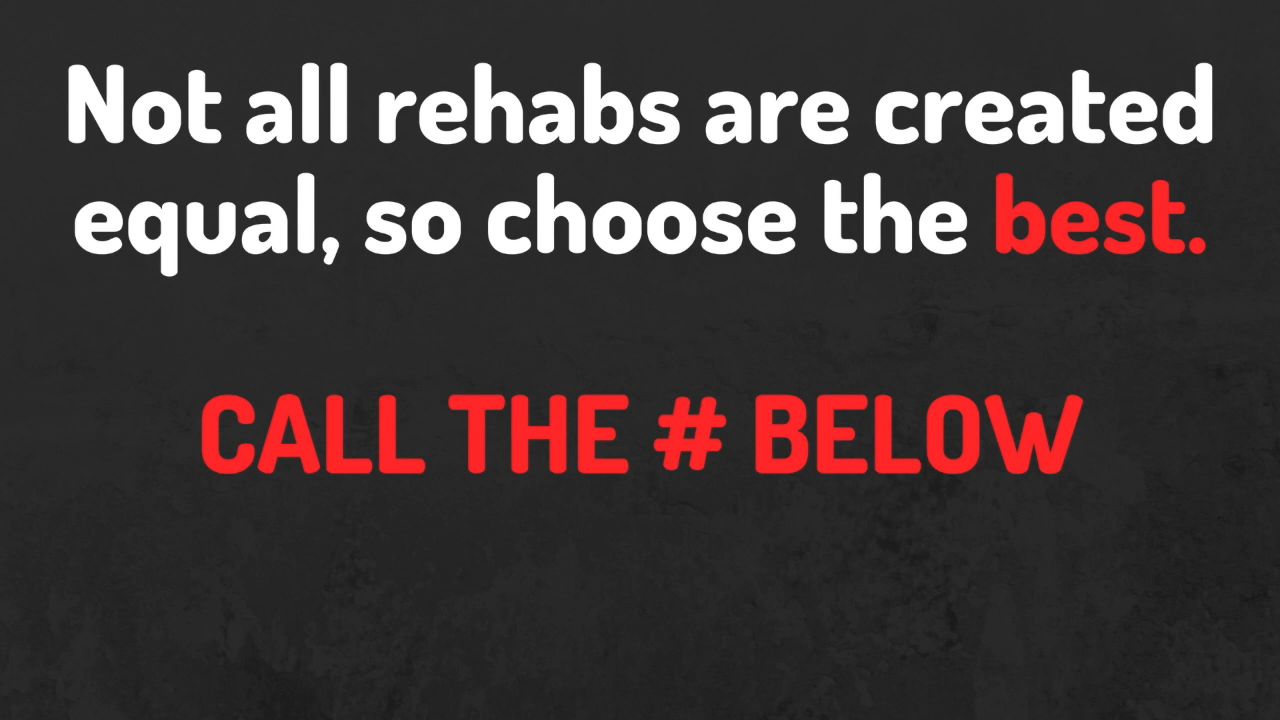 Not all rehabs are created
equal, so choose the best.
CALL THE # BELOW